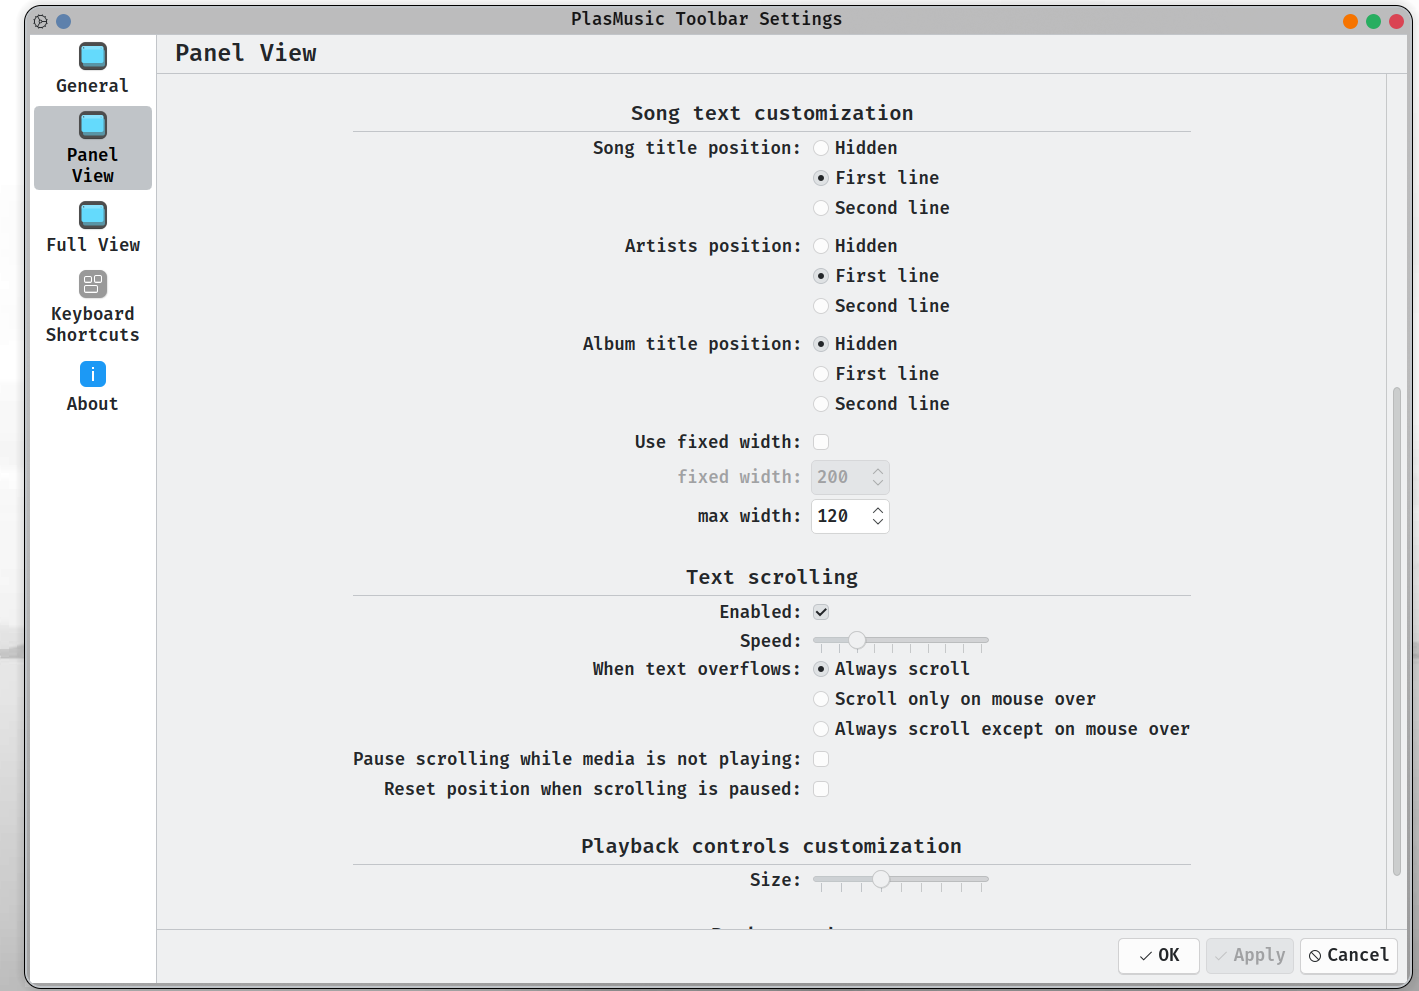 PlasMusic Toolbar Settings
General
Panel
View
Full View
Keyboard
Shortcuts
About
Panel View
Song text customization
Song title position: Hidden
First line
Second line
Artists position: Hidden
First line
Second line
Album title position: Hidden
First line
Second line
Use fixed width:
fixed width: 200
max width: 120
Text scrolling
Enabled:
Speed:
When text overflows: Always scroll
Scroll only on mouse over
Always scroll except on mouse over
Pause scrolling while media is not playing:
Reset position when scrolling is paused:
Playback controls customization
Size:
OK Apply Cancel